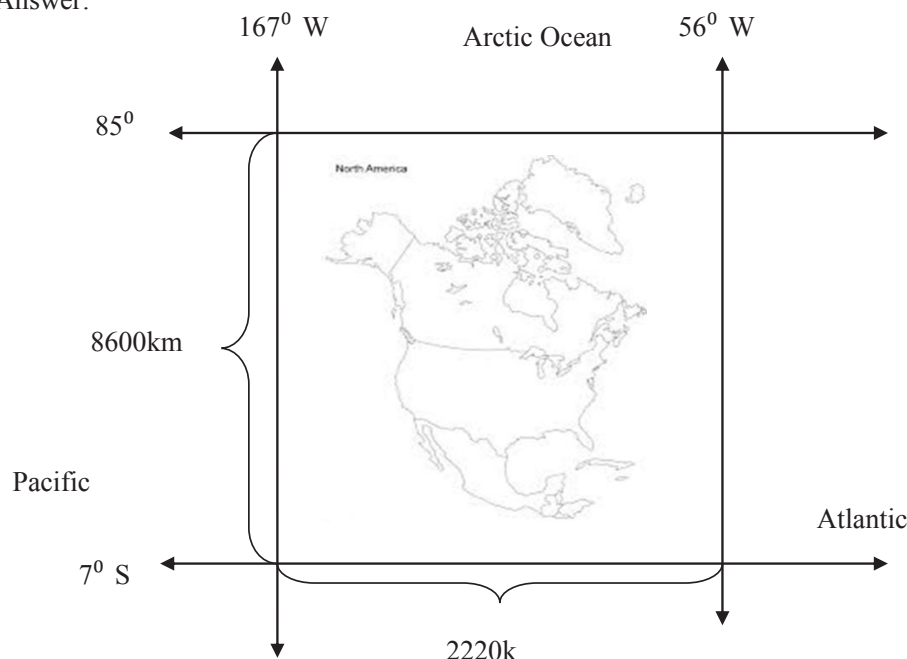 Answer:
167⁰ W
Arctic Ocean
56⁰ W
85⁰
North America
8600km
Pacific
Atlantic
7⁰ S
2220k